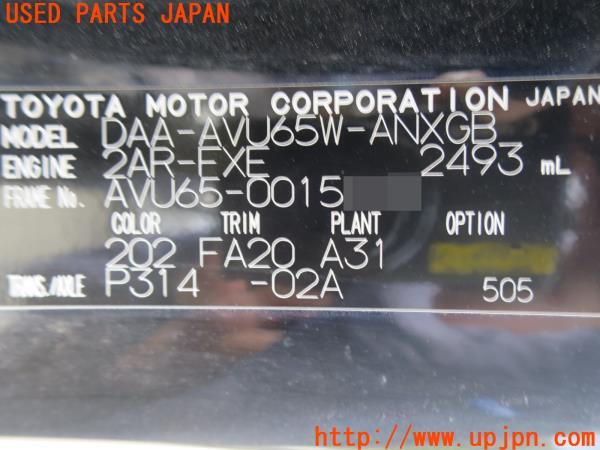 USED PARTS JAPAN
TOYOTA MOTOR CORPORATION JAPAN
MODEL DAA-AVU65W-ANXGB
ENGINE 2AR-FXE 2493 mL
FRAME No. AVU65-0015
COLOR TRIM PLANT OPTION
202 FA20 A31
TRANS./AXLE P314 -02A 505
http://www.upjpn.com/